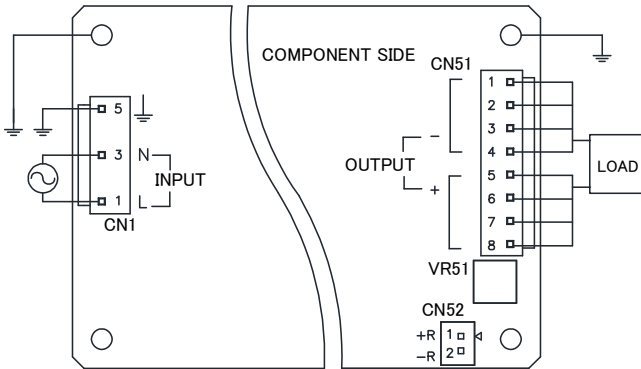 COMPONENT SIDE
CN51
1
2
3
4
5
6
7
8
-
OUTPUT
+
LOAD
5
3
1
N
INPUT
L
CN1
VR51
CN52
+R 1
-R 2